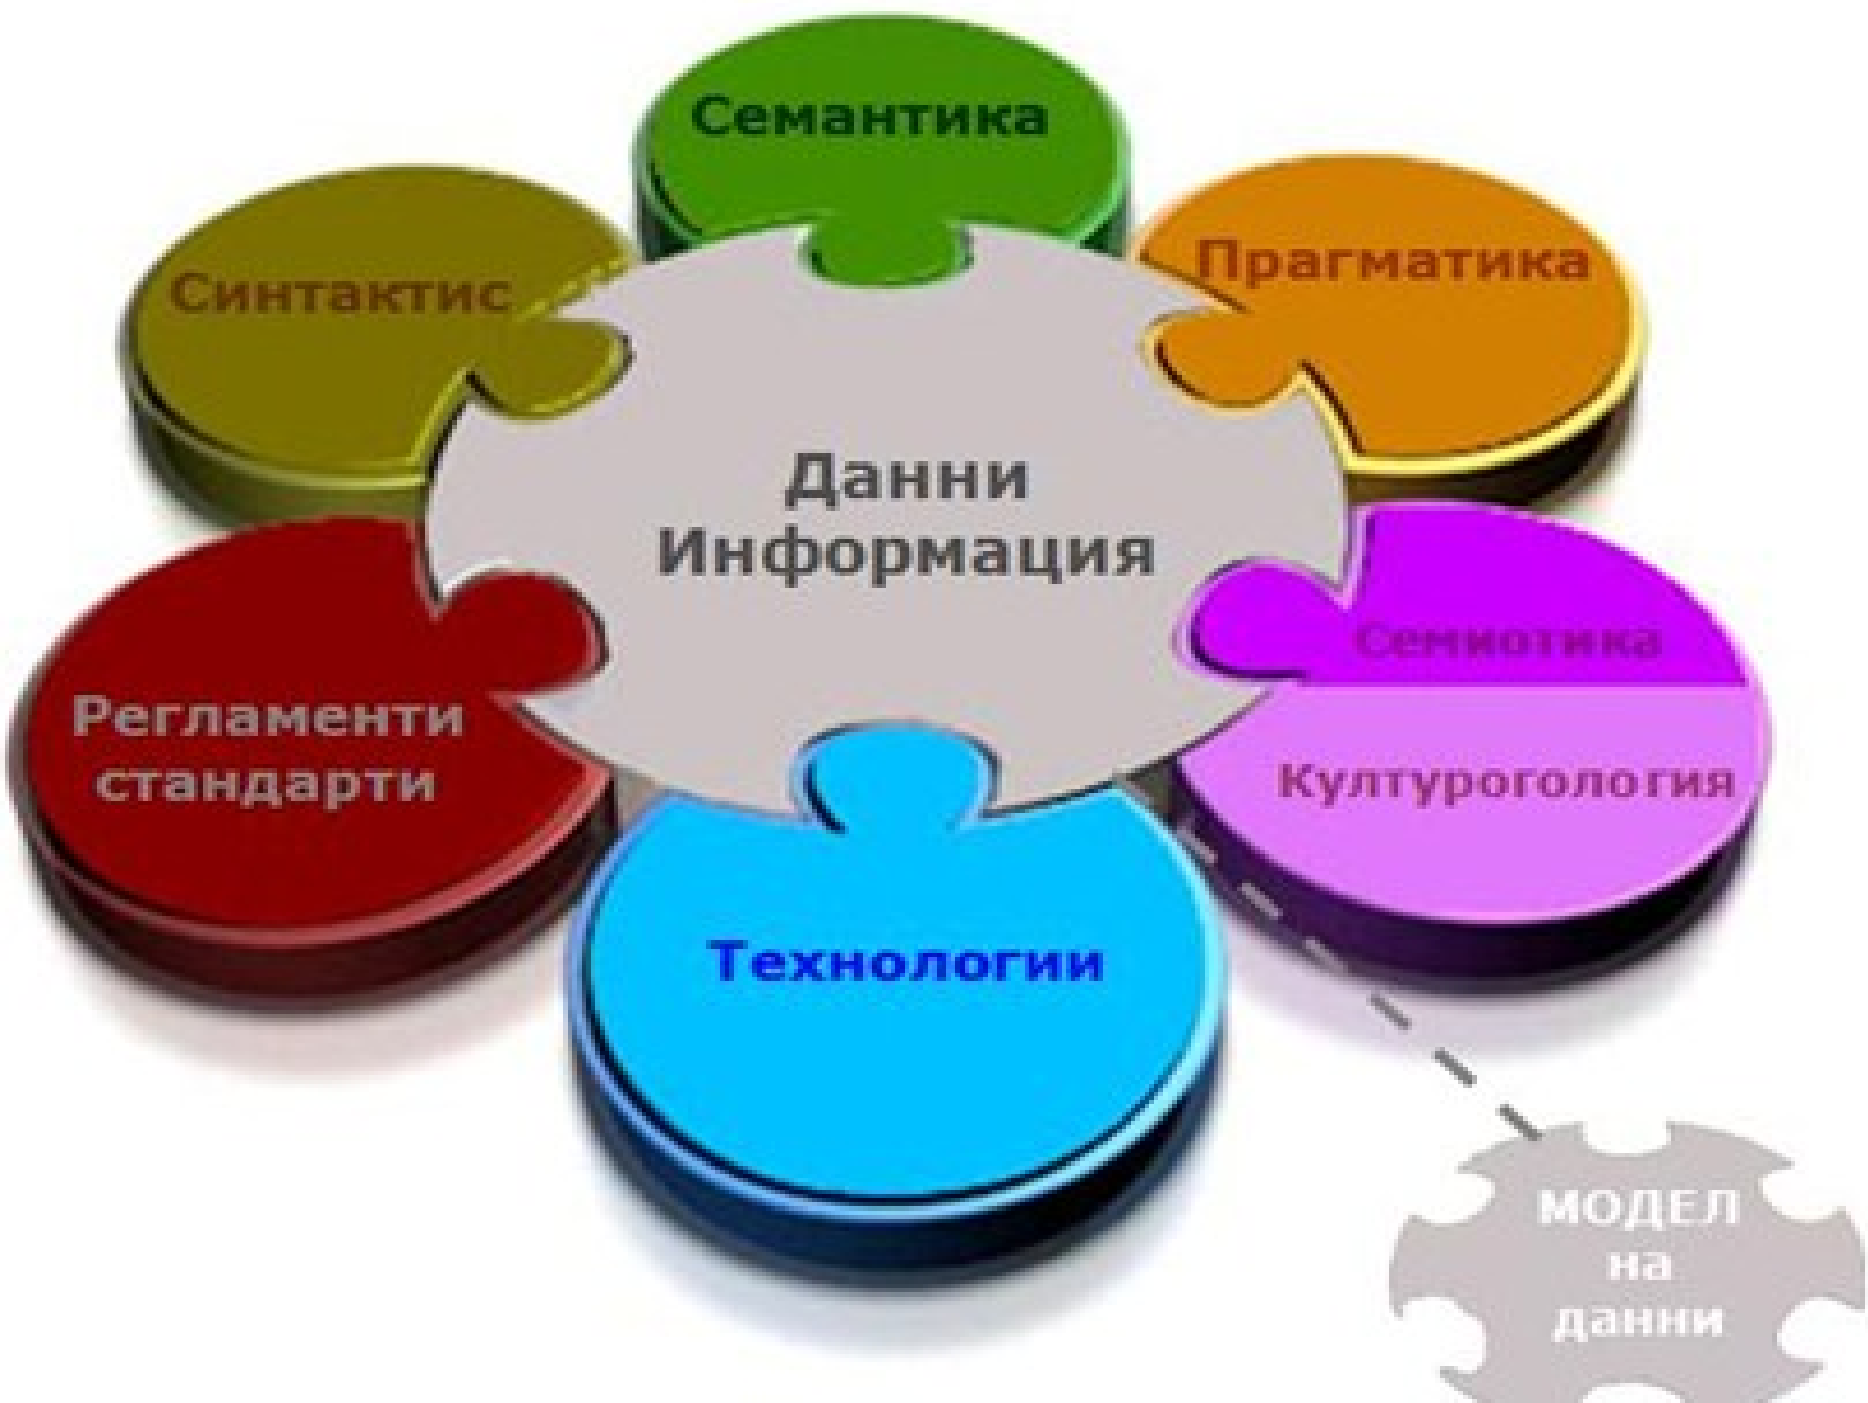 Семантика
Прагматика
Синтактис
Данни
Информация
Семиотика
Регламенти
стандарти
Културогология
Технологии
МОДЕЛ
на
данни